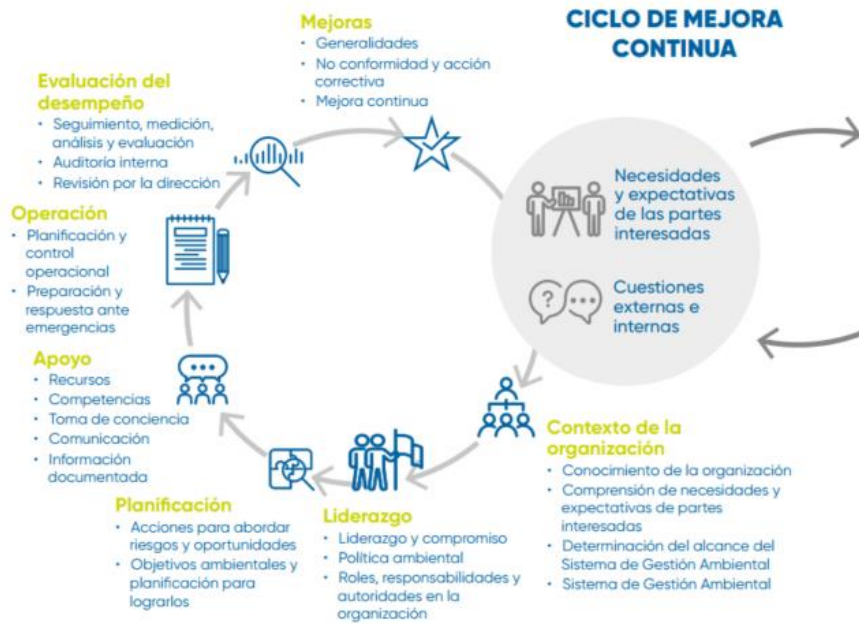 CICLO DE MEJORA
CONTINUA
Mejoras
• Generalidades
• No conformidad y acción
correctiva
• Mejora continua
Evaluación del
desempeño
• Seguimiento, medición,
análisis y evaluación
• Auditoría interna
• Revisión por la dirección
Operación
• Planificación y
control
operacional
• Preparación y
respuesta ante
emergencias
Apoyo
• Recursos
• Competencias
• Toma de conciencia
• Comunicación
• Información
documentada
Planificación
• Acciones para abordar
riesgos y oportunidades
• Objetivos ambientales y
planificación para
lograrlos
Liderazgo
• Liderazgo y compromiso
• Política ambiental
• Roles, responsabilidades y
autoridades en la
organización
Contexto de la
organización
• Conocimiento de la organización
• Comprensión de necesidades y
expectativas de partes
interesadas
• Determinación del alcance del
Sistema de Gestión Ambiental
• Sistema de Gestión Ambiental
Necesidades
y expectativas
de las partes
interesadas
Cuestiones
externas e
internas